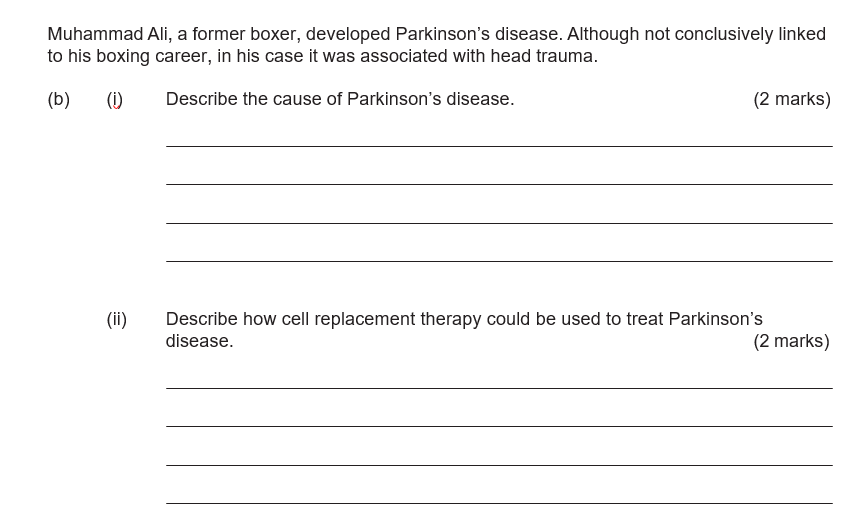 Muhammad Ali, a former boxer, developed Parkinson’s disease. Although not conclusively linked
to his boxing career, in his case it was associated with head trauma.
(b) (i) Describe the cause of Parkinson’s disease. (2 marks)
(ii) Describe how cell replacement therapy could be used to treat Parkinson’s
disease. (2 marks)